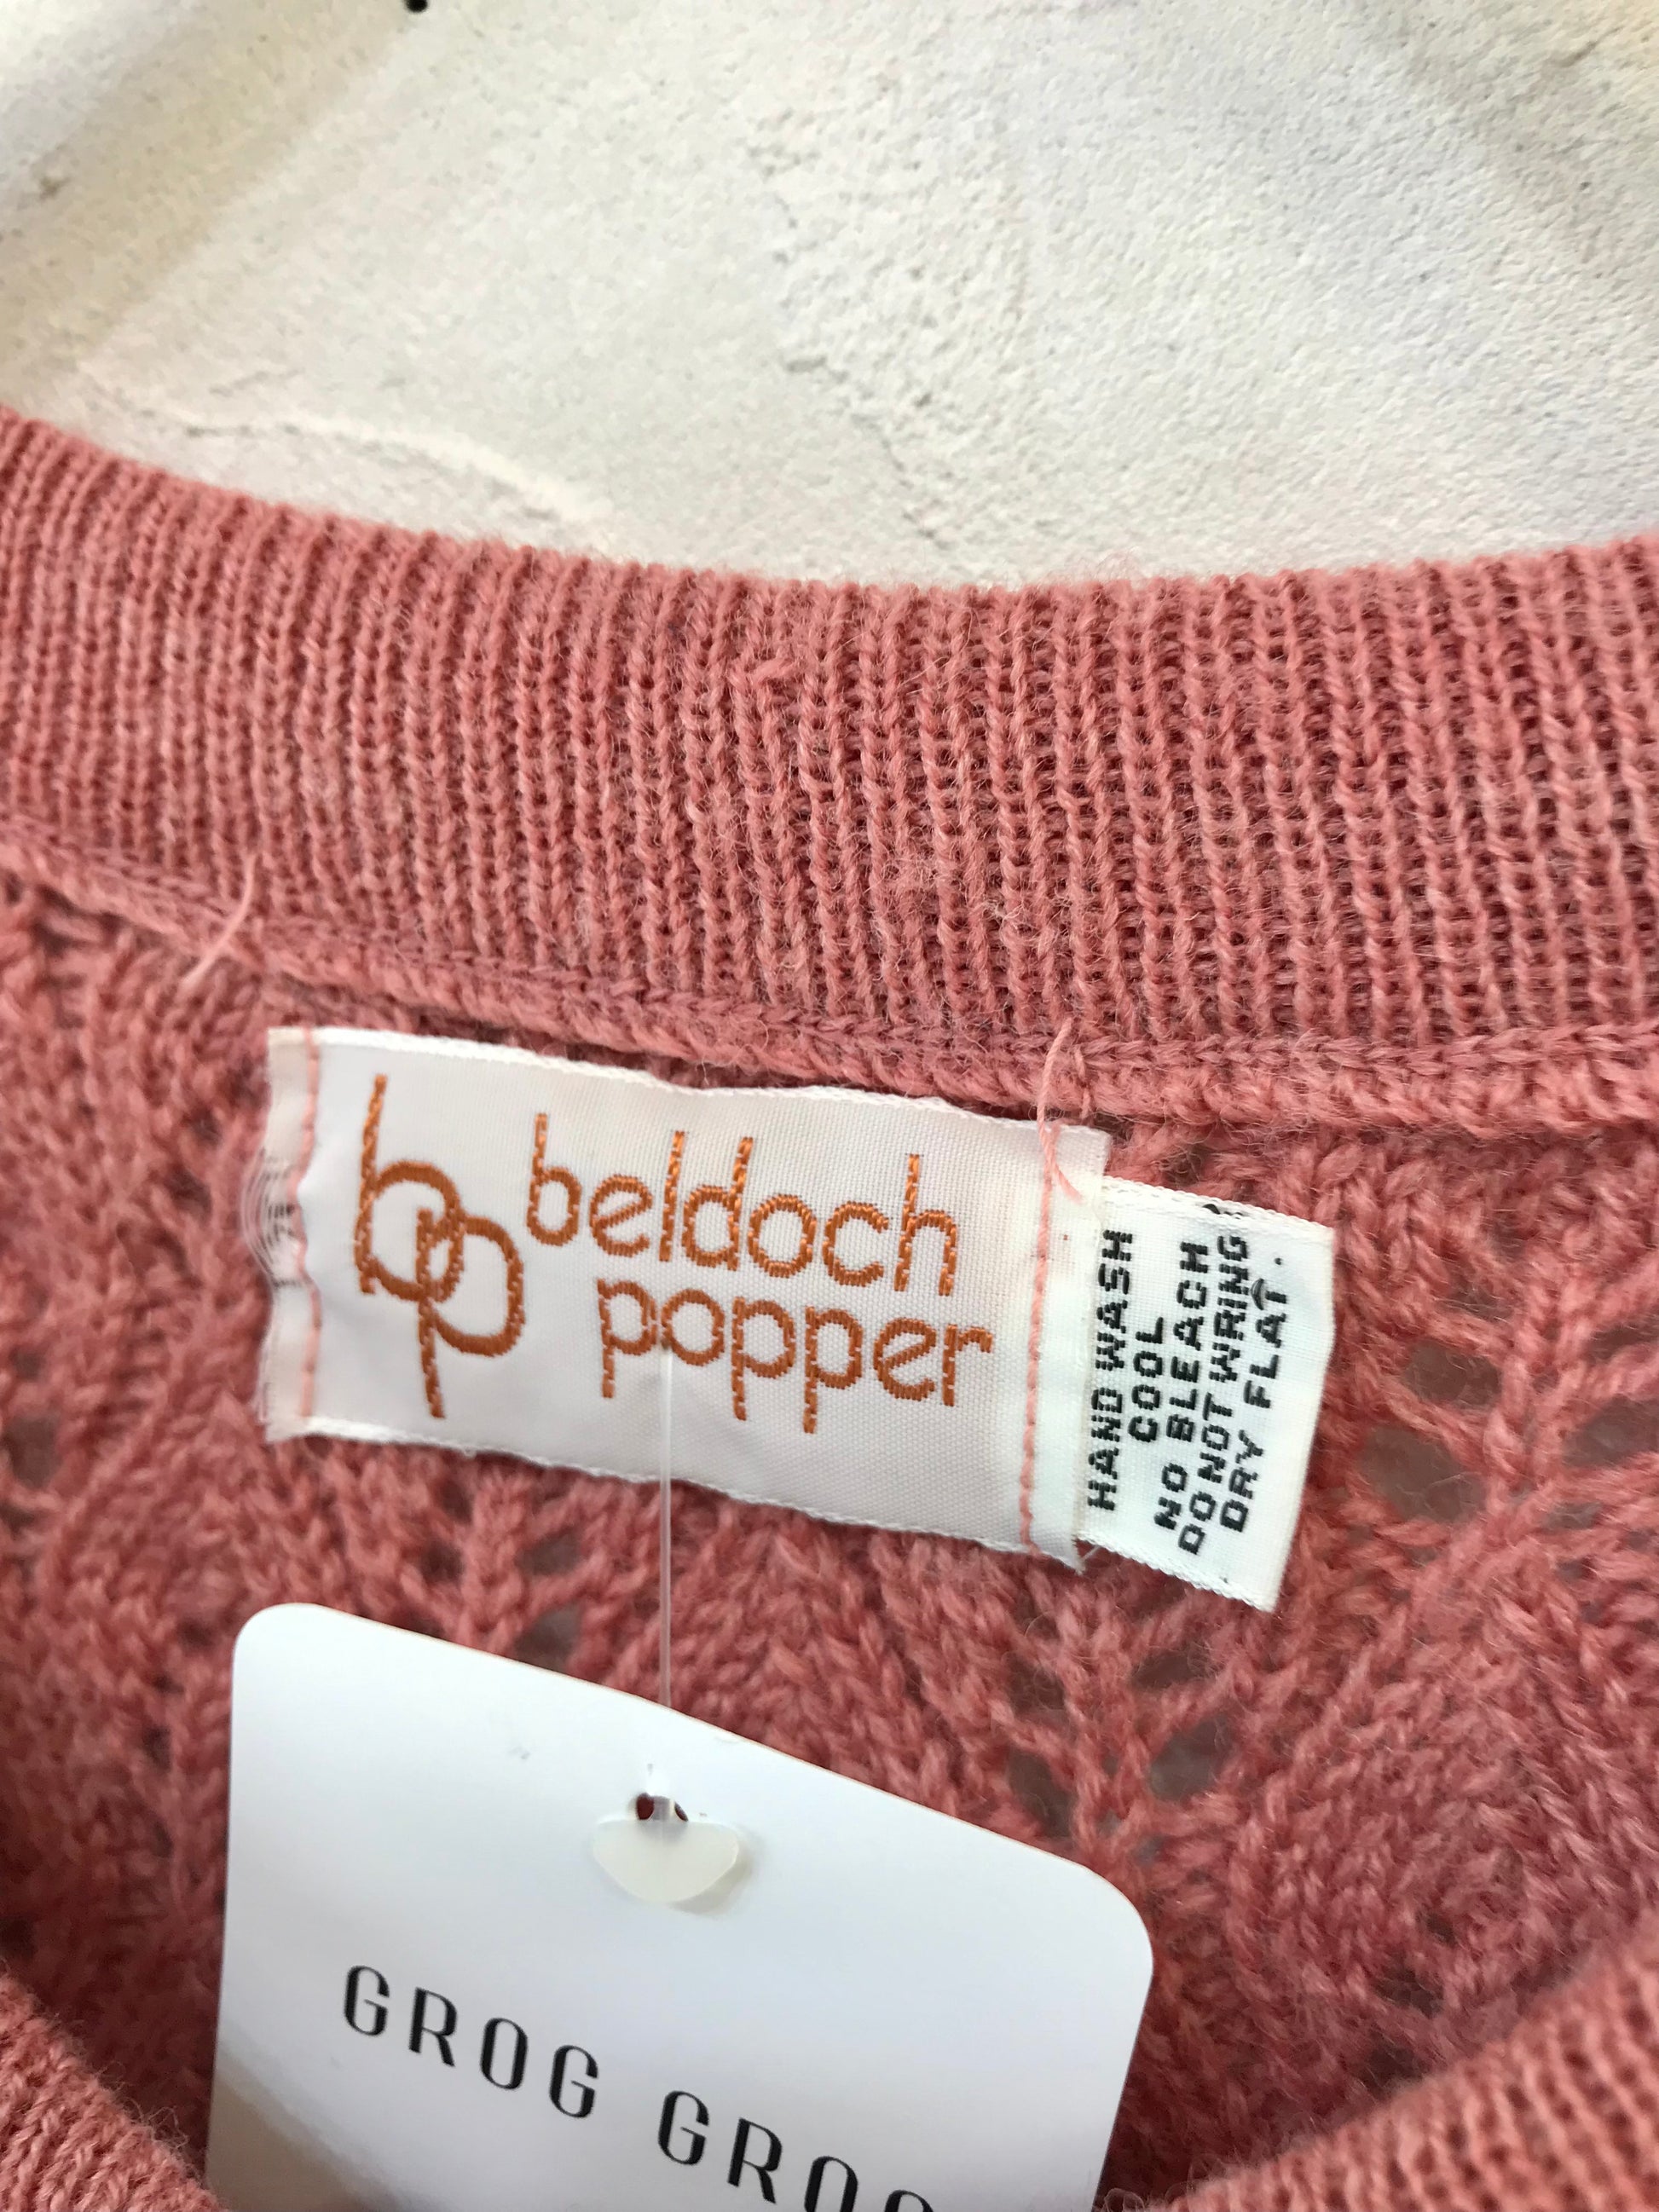 bp
beldoch
popper
HAND WASH
COOL
NO BLEACH
DO NOT WRING
DRY FLAT.
GROG GROG